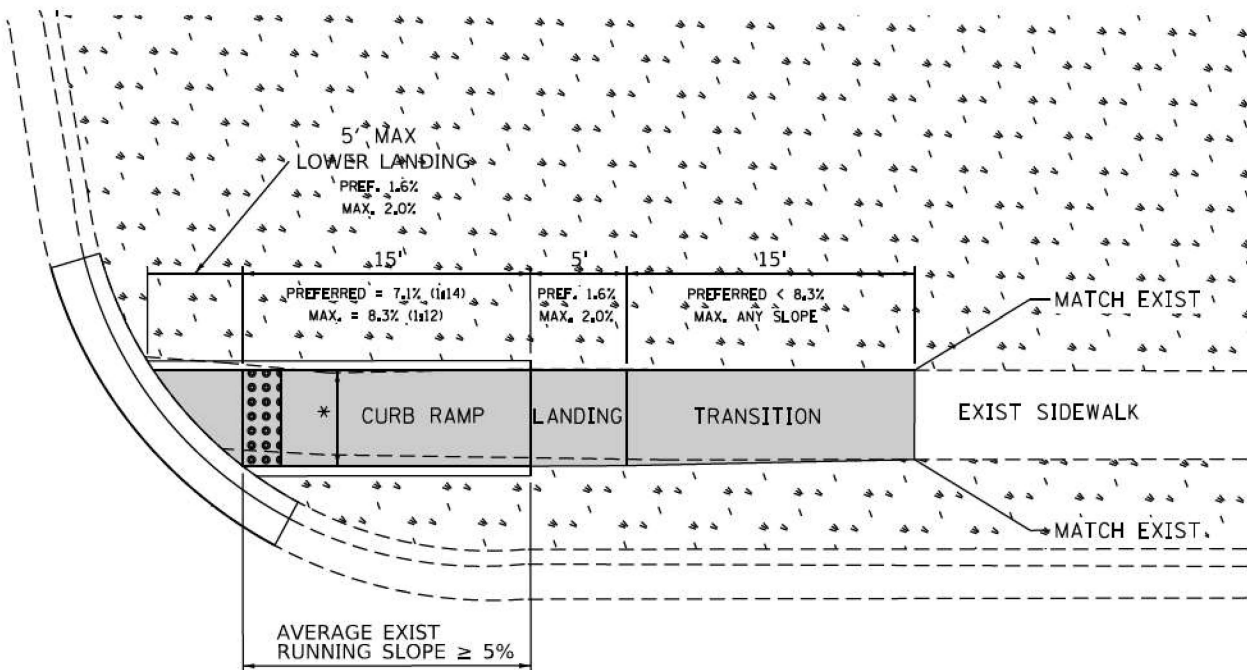 5' MAX
LOWER LANDING
PREF. 1.6%
MAX. 2.0%
15'
5'
15'
PREFERRED = 7.1% (1:14)
MAX. = 8.3% (1:12)
PREF. 1.6%
MAX. 2.0%
PREFERRED < 8.3%
MAX. ANY SLOPE
MATCH EXIST
*
CURB RAMP
LANDING
TRANSITION
EXIST SIDEWALK
MATCH EXIST.
AVERAGE EXIST
RUNNING SLOPE ≥ 5%